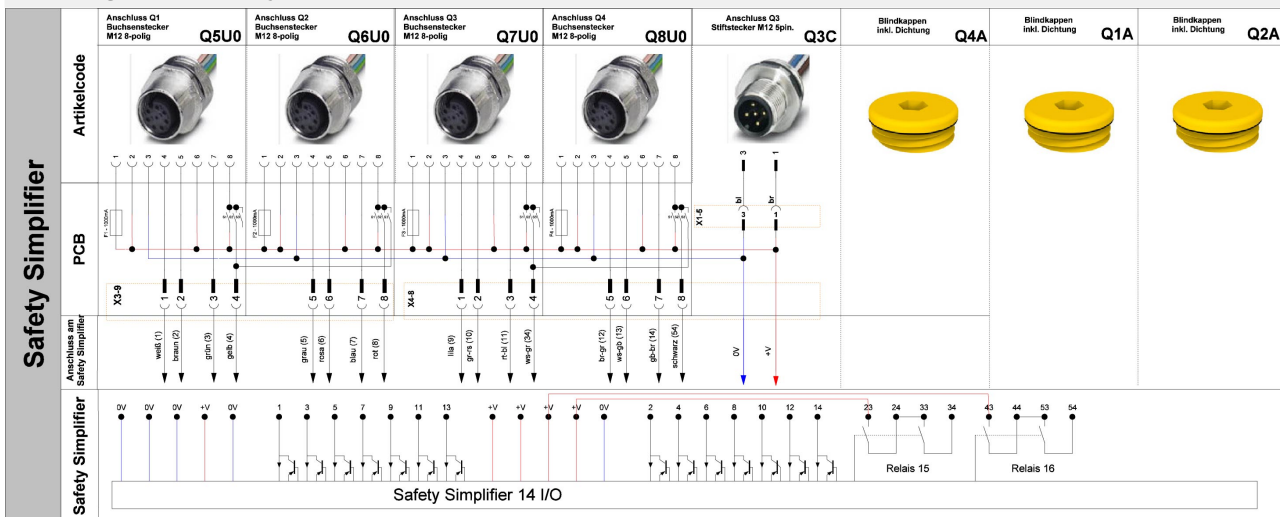 Safety Simplifier
Artikelcode
PCB
Anschluss am
Safety Simplifier
Safety Simplifier
Anschluss Q1
Buchsenstecker
M12 8-polig
Q5U0
Anschluss Q2
Buchsenstecker
M12 8-polig
Q6U0
Anschluss Q3
Buchsenstecker
M12 8-polig
Q7U0
Anschluss Q4
Buchsenstecker
M12 8-polig
Q8U0
Anschluss Q3
Stiftstecker M12 5pin.
Q3C
Blindkappen
inkl. Dichtung
Q4A
Blindkappen
inkl. Dichtung
Q1A
Blindkappen
inkl. Dichtung
Q2A
1 2 3 4 5 6 7 8
1 2 3 4 5 6 7 8
1 2 3 4 5 6 7 8
1 2 3 4 5 6 7 8
3 1
F1 - 1000mA
F2 - 1000mA
F3 - 1000mA
F4 - 1000mA
X1-5
bl br
3 1
X3-9
1 2 3 4
5 6 7 8
X4-8
1 2 3 4
5 6 7 8
weiß (1)
braun (2)
grün (3)
gelb (4)
grau (5)
rosa (6)
blau (7)
rot (8)
lila (9)
gr-rs (10)
rt-bl (11)
ws-gr (34)
br-gr (12)
ws-gb (13)
gb-br (14)
schwarz (54)
0V
+V
0V 0V 0V +V 0V 1 3 5 7 9 11 13 +V +V +V +V 0V 2 4 6 8 10 12 14 23 24 33 34 43 44 53 54
Relais 15
Relais 16
Safety Simplifier 14 I/O